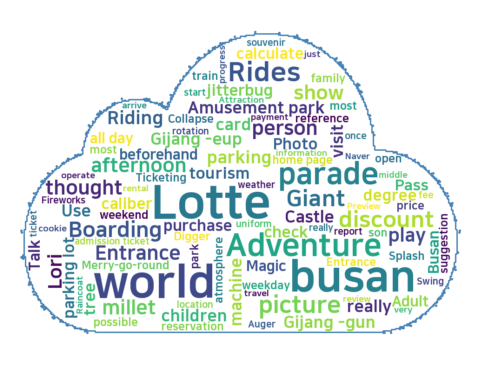 souvenir
progress
calculate
just
train
Rides
family
start
jitterbug
show
Attraction
arrive
Amusement park
most
Riding
Collapse
card
payment
reference
rotation
person
visit
once
all day
Gijang -eup
Photo
most
beforehand
parking
information
Naver
open
afternoon
home page
operate
Ticketing
tourism
parade
middle
thought
rental
weather
degree
Pass
Fireworks
callber
Lotte
Giant
fee
Use
weekend
Castle
Preview
price
ticket
cookie
Boarding
purchase
uniform
really
discount
Talk
admission ticket
Digger
check
report
son
play
Busan
suggestion
Lori
parking lot
Entrance
park
atmosphere
Adventure
Splash
Merry-go-round
machine
Magic
Entrance
Raincoat
tree
world
weekday
busan
Swing
travel
millet
location
children
picture
review
really
Adult
very
possible
reservation
Auger
Gijang -gun